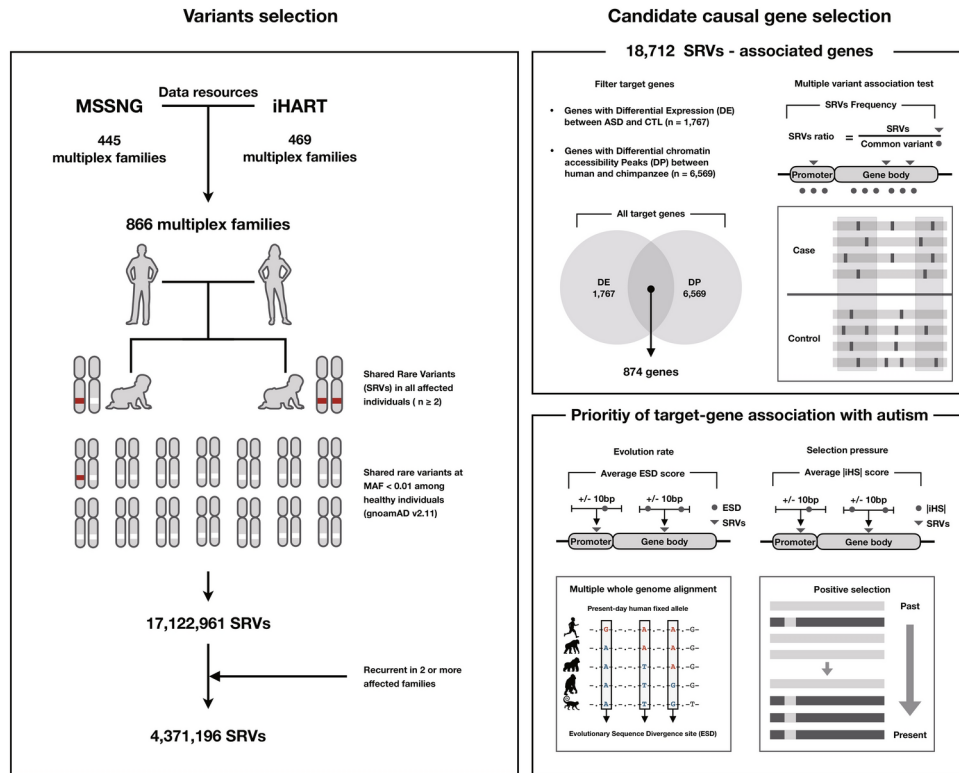 Variants selection
Data resources
MSSNG
iHART
445
multiplex families
469
multiplex families
866 multiplex families
Shared Rare Variants
(SRVs) in all affected
individuals ( n ≥ 2)
Shared rare variants at
MAF < 0.01 among
healthy individuals
(gnoamAD v2.11)
17,122,961 SRVs
Recurrent in 2 or more
affected families
4,371,196 SRVs
Candidate causal gene selection
18,712 SRVs - associated genes
Filter target genes
• Genes with Differential Expression (DE)
between ASD and CTL (n = 1,767)
• Genes with Differential chromatin
accessibility Peaks (DP) between
human and chimpanzee (n = 6,569)
All target genes
DE
1,767
DP
6,569
874 genes
Multiple variant association test
SRVs Frequency
SRVs ratio = SRVs
Common variant
Promoter
Gene body
Case
Control
Prioritiy of target-gene association with autism
Evolution rate
Average ESD score
+/- 10bp
+/- 10bp
ESD
SRVs
Promoter
Gene body
Multiple whole genome alignment
Present-day human fixed allele
-.-G-.-.-.-A-.-A-.-G-
-.-A-.-.-.-A-.-A-.-G-
-.-A-.-.-.-T-.-A-.-G-
-.-A-.-.-.-T-.-G-.-G-
-.-A-.-.-.-T-.-G-.-T-
Evolutionary Sequence Divergence site (ESD)
Selection pressure
Average |iHS| score
+/- 10bp
+/- 10bp
|iHS|
SRVs
Promoter
Gene body
Positive selection
Past
Present